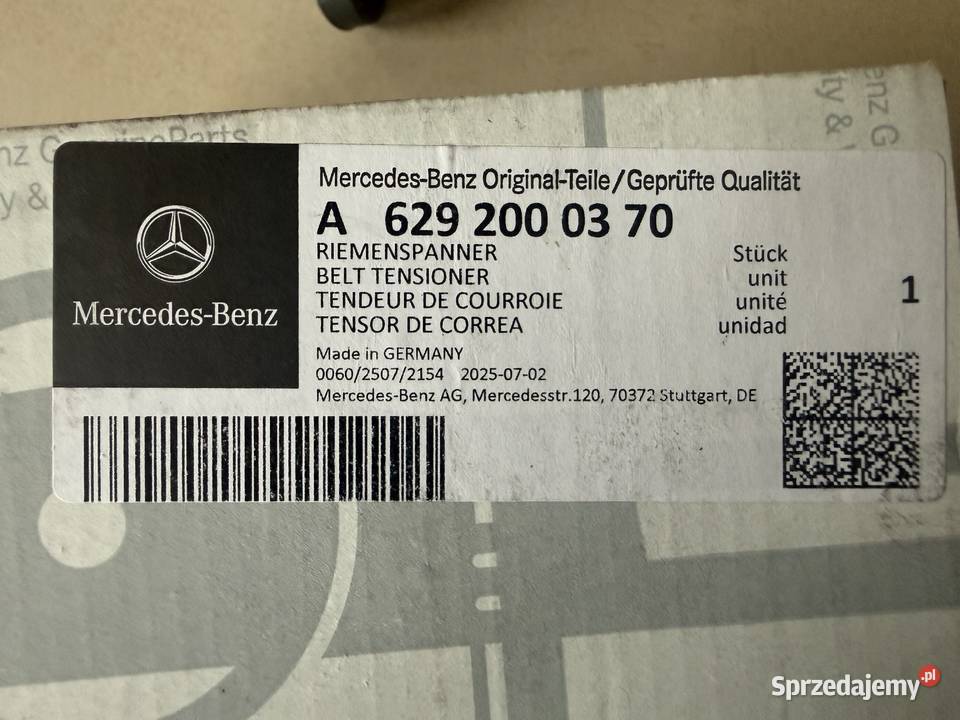 Mercedes-Benz Original-Teile/Geprüfte Qualität
A 629 200 03 70
RIEMENSPANNER Stück
BELT TENSIONER unit
TENDEUR DE COURROIE unité
TENSOR DE CORREA unidad
1
Made in GERMANY
0060/2507/2154 2025-07-02
Mercedes-Benz AG, Mercedesstr.120, 70372 Stuttgart, DE
Mercedes-Benz
Sprzedajemy.pl